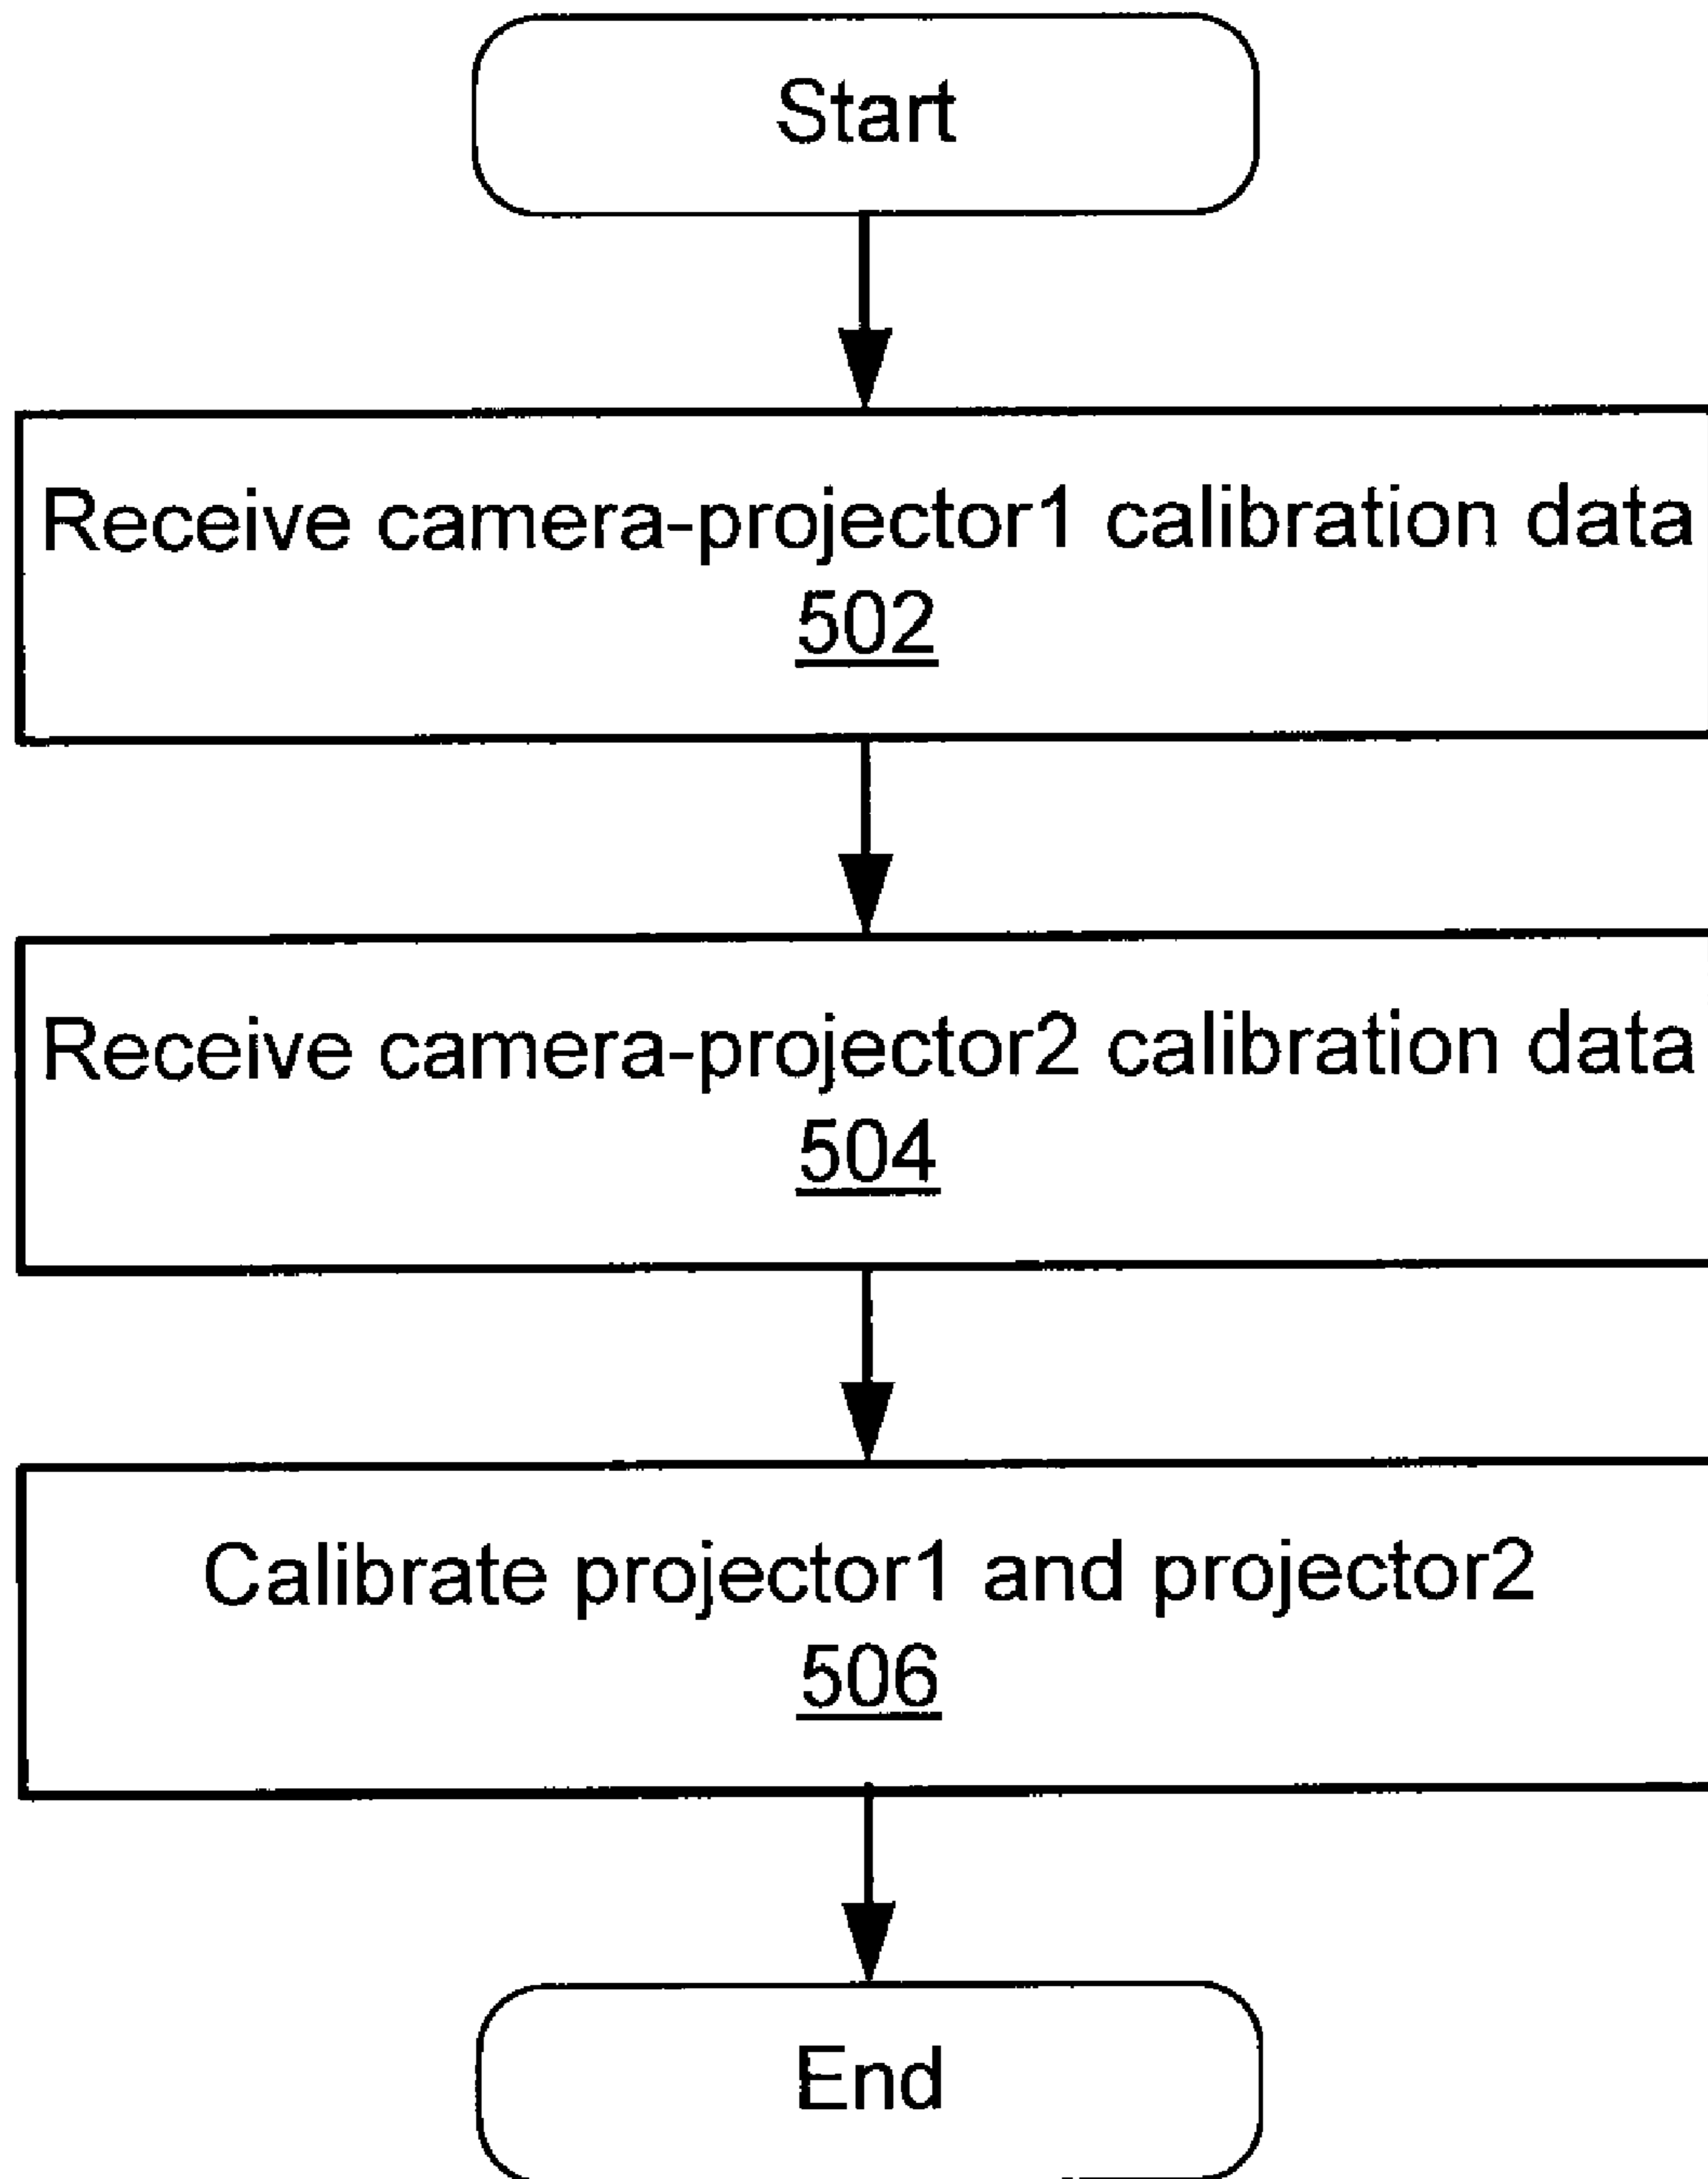 Start
Receive camera-projector1 calibration data
502
Receive camera-projector2 calibration data
504
Calibrate projector1 and projector2
506
End